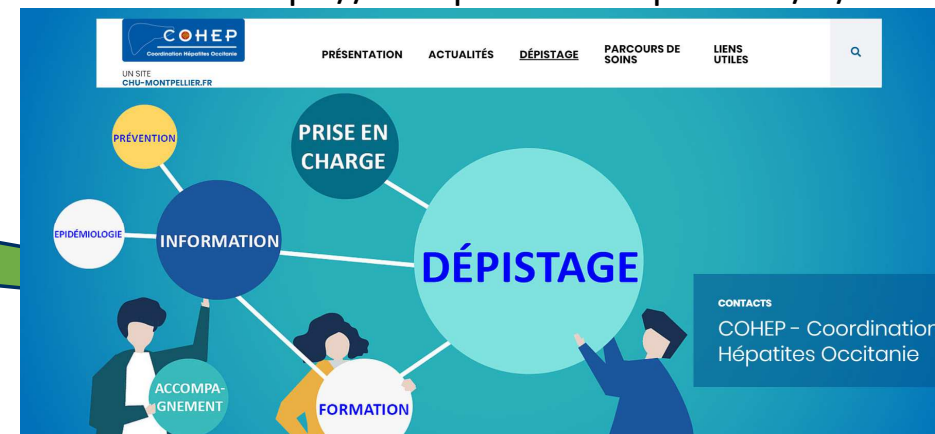 COHEP
Coordination Hépatites Occitanie
UN SITE
CHU-MONTPELLIER.FR
PRÉSENTATION
ACTUALITÉS
DÉPISTAGE
PARCOURS DE
SOINS
LIENS
UTILES
PRÉVENTION
PRISE EN
CHARGE
EPIDÉMIOLOGIE
INFORMATION
DÉPISTAGE
CONTACTS
COHEP - Coordination
Hépatites Occitanie
ACCOMPA-
GNEMENT
FORMATION